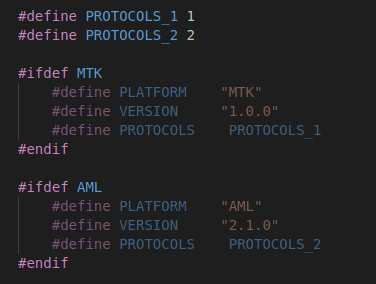 #define PROTOCOLS_1 1
#define PROTOCOLS_2 2
#ifdef MTK
#define PLATFORM "MTK"
#define VERSION "1.0.0"
#define PROTOCOLS PROTOCOLS_1
#endif
#ifdef AML
#define PLATFORM "AML"
#define VERSION "2.1.0"
#define PROTOCOLS PROTOCOLS_2
#endif